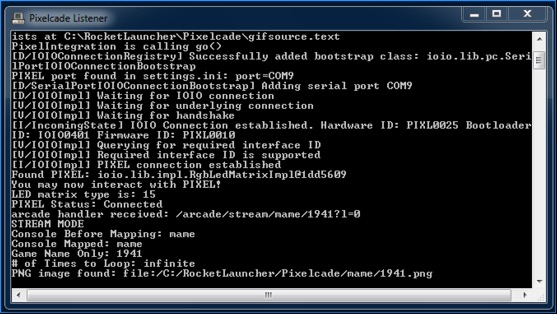 Pixelcade Listener
ists at C:\RocketLauncher\Pixelcade\gifsource.text
PixelIntegration is calling go()
[D/IOIOConnectionRegistry] Successfully added bootstrap class: ioio.lib.pc.Seri
alPortIOIOConnectionBootstrap
PIXEL port found in settings.ini: port=COM9
[D/SerialPortIOIOConnectionBootstrap] Adding serial port COM9
[D/IOIOImpl] Waiting for IOIO connection
[V/IOIOImpl] Waiting for underlying connection
[V/IOIOImpl] Waiting for handshake
[I/IncomingState] IOIO Connection established. Hardware ID: PIXL0025 Bootloader
ID: IOIO0401 Firmware ID: PIXL0010
[V/IOIOImpl] Querying for required interface ID
[V/IOIOImpl] Required interface ID is supported
[V/IOIOImpl] PIXEL connection established
Found PIXEL: ioio.lib.impl.RgbLedMatrixImpl@1dd5609
You may now interact with PIXEL!
LED matrix type is: 15
PIXEL Status: Connected
arcade handler received: /arcade/stream/mame/1941?l=0
STREAM MODE
Console Before Mapping: mame
Console Mapped: mame
Game Name Only: 1941
# of Times to Loop: infinite
PNG image found: file:/C:/RocketLauncher/Pixelcade/mame/1941.png